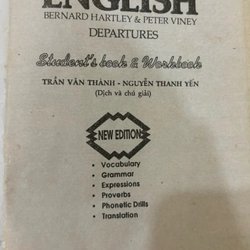 ENGLISH
BERNARD HARTLEY & PETER VINEY
DEPARTURES
Student's book & Workbook
TRẦN VĂN THÀNH - NGUYỄN THANH YẾN
(Dịch và chú giải)
NEW EDITION
• Vocabulary
• Grammar
• Expressions
• Proverbs
• Phonetic Drills
• Translation